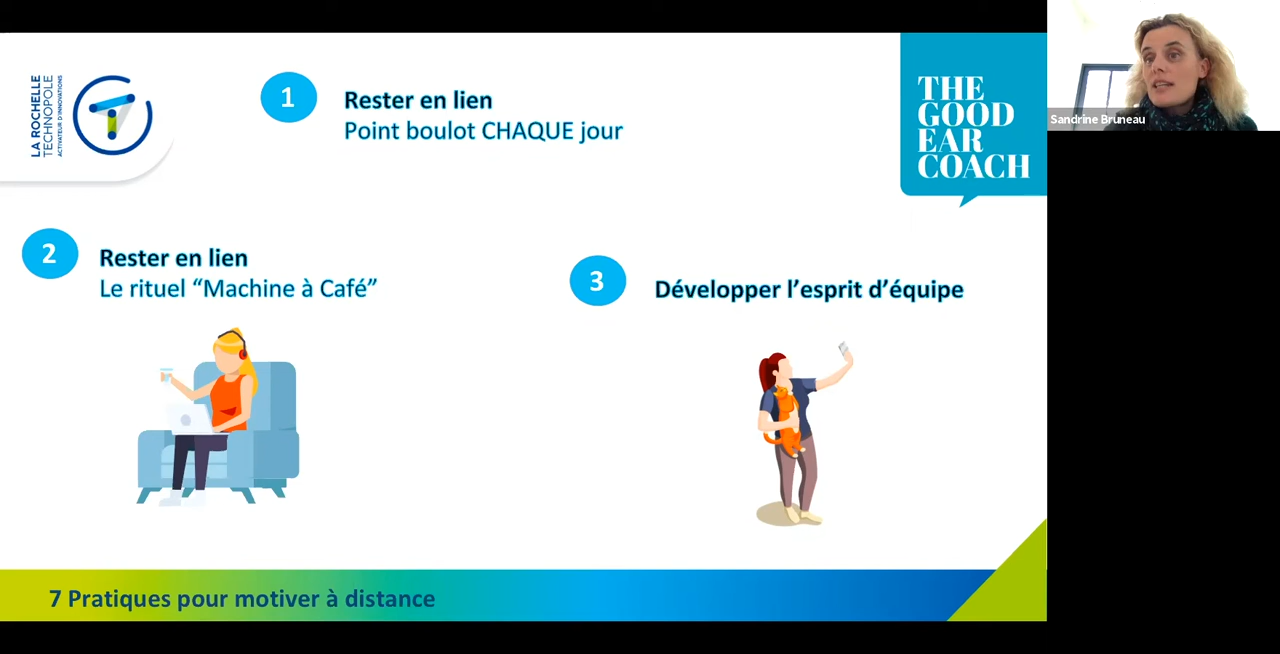 LA ROCHELLE
TECHNOPOLE
ACTIVATEUR D'INNOVATIONS
1
Rester en lien
Point boulot CHAQUE jour
THE
GOOD
EAR
COACH
Sandrine Bruneau
2
Rester en lien
Le rituel “Machine à Café”
3
Développer l’esprit d’équipe
7 Pratiques pour motiver à distance